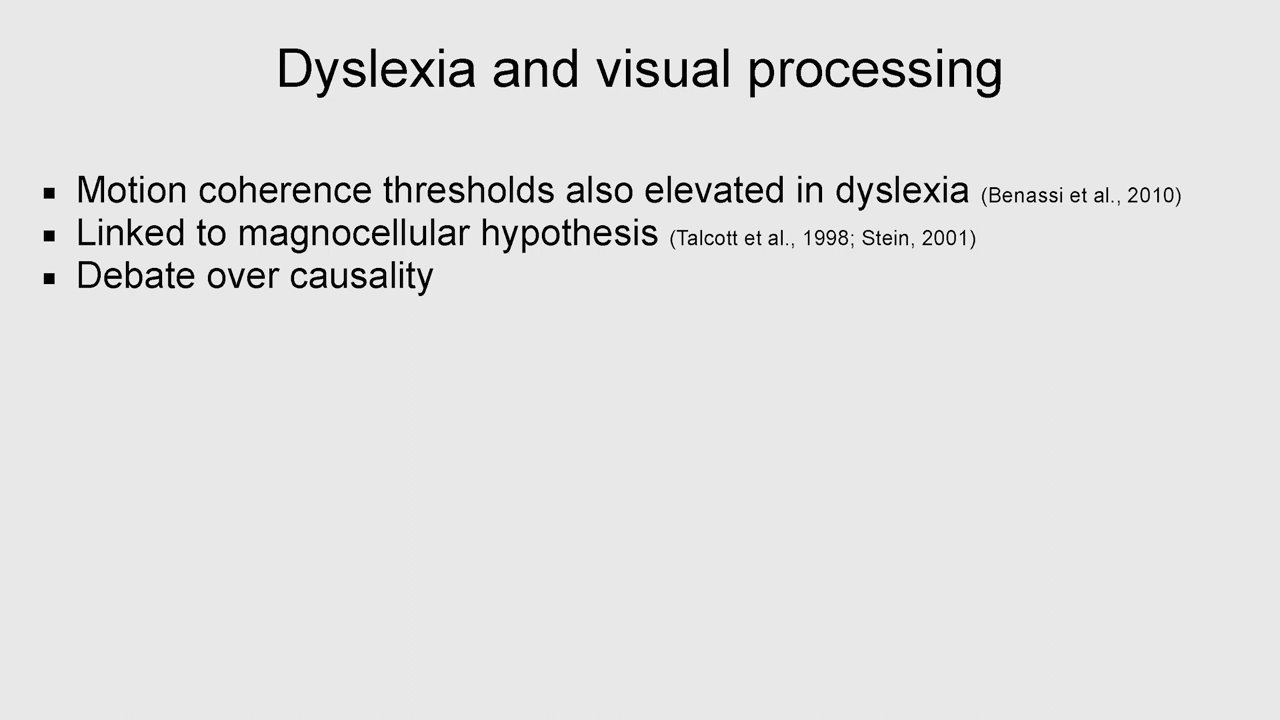 Dyslexia and visual processing
▪ Motion coherence thresholds also elevated in dyslexia (Benassi et al., 2010)
▪ Linked to magnocellular hypothesis (Talcott et al., 1998; Stein, 2001)
▪ Debate over causality